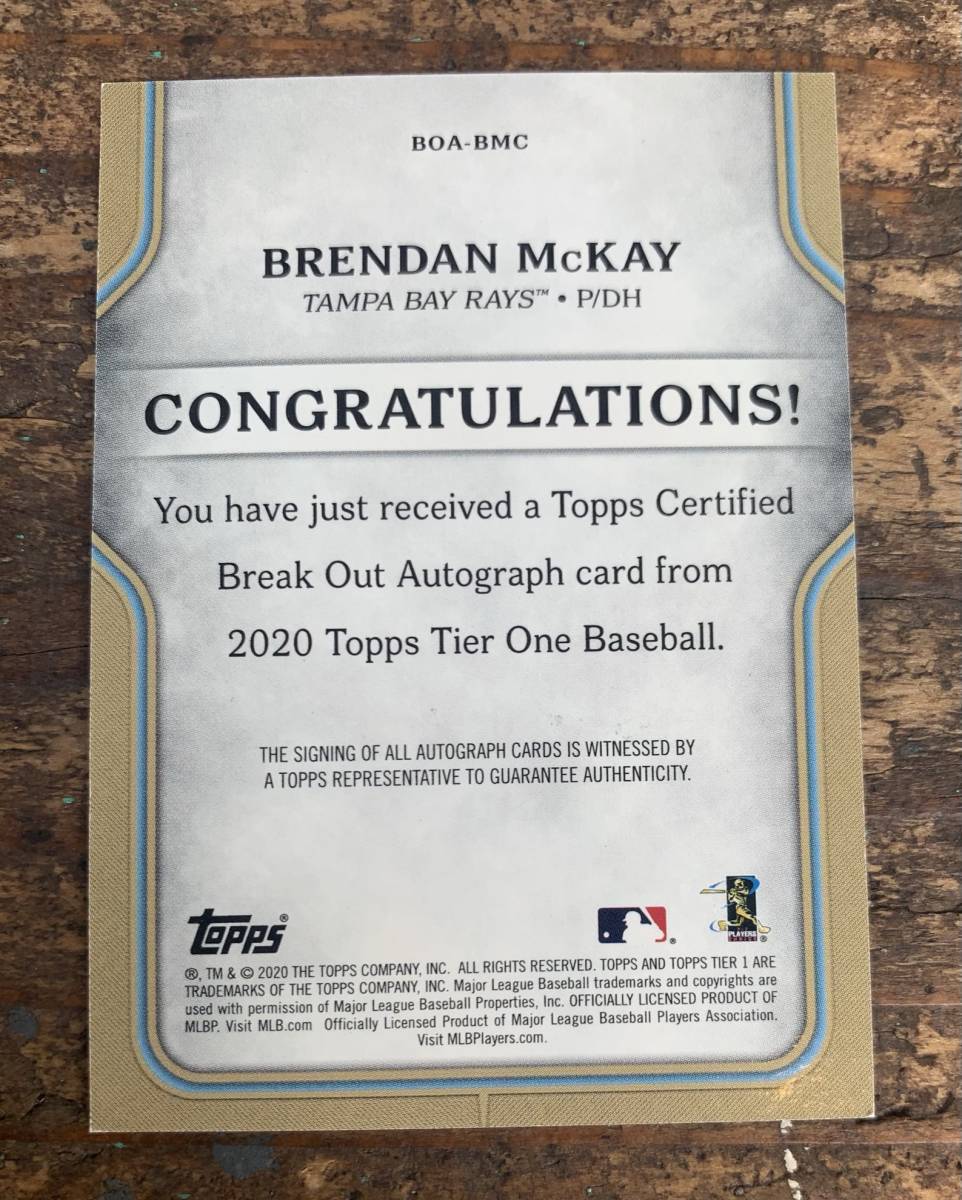 BOA-BMC
BRENDAN McKAY
TAMPA BAY RAYS™ • P/DH
CONGRATULATIONS!
You have just received a Topps Certified
Break Out Autograph card from
2020 Topps Tier One Baseball.
THE SIGNING OF ALL AUTOGRAPH CARDS IS WITNESSED BY
A TOPPS REPRESENTATIVE TO GUARANTEE AUTHENTICITY.
topps®
PLAYERS
CHOICE ®
®, TM & © 2020 THE TOPPS COMPANY, INC. ALL RIGHTS RESERVED. TOPPS AND TOPPS TIER 1 ARE
TRADEMARKS OF THE TOPPS COMPANY, INC. Major League Baseball trademarks and copyrights are
used with permission of Major League Baseball Properties, Inc. OFFICIALLY LICENSED PRODUCT OF
MLBP. Visit MLB.com Officially Licensed Product of Major League Baseball Players Association.
Visit MLBPlayers.com.